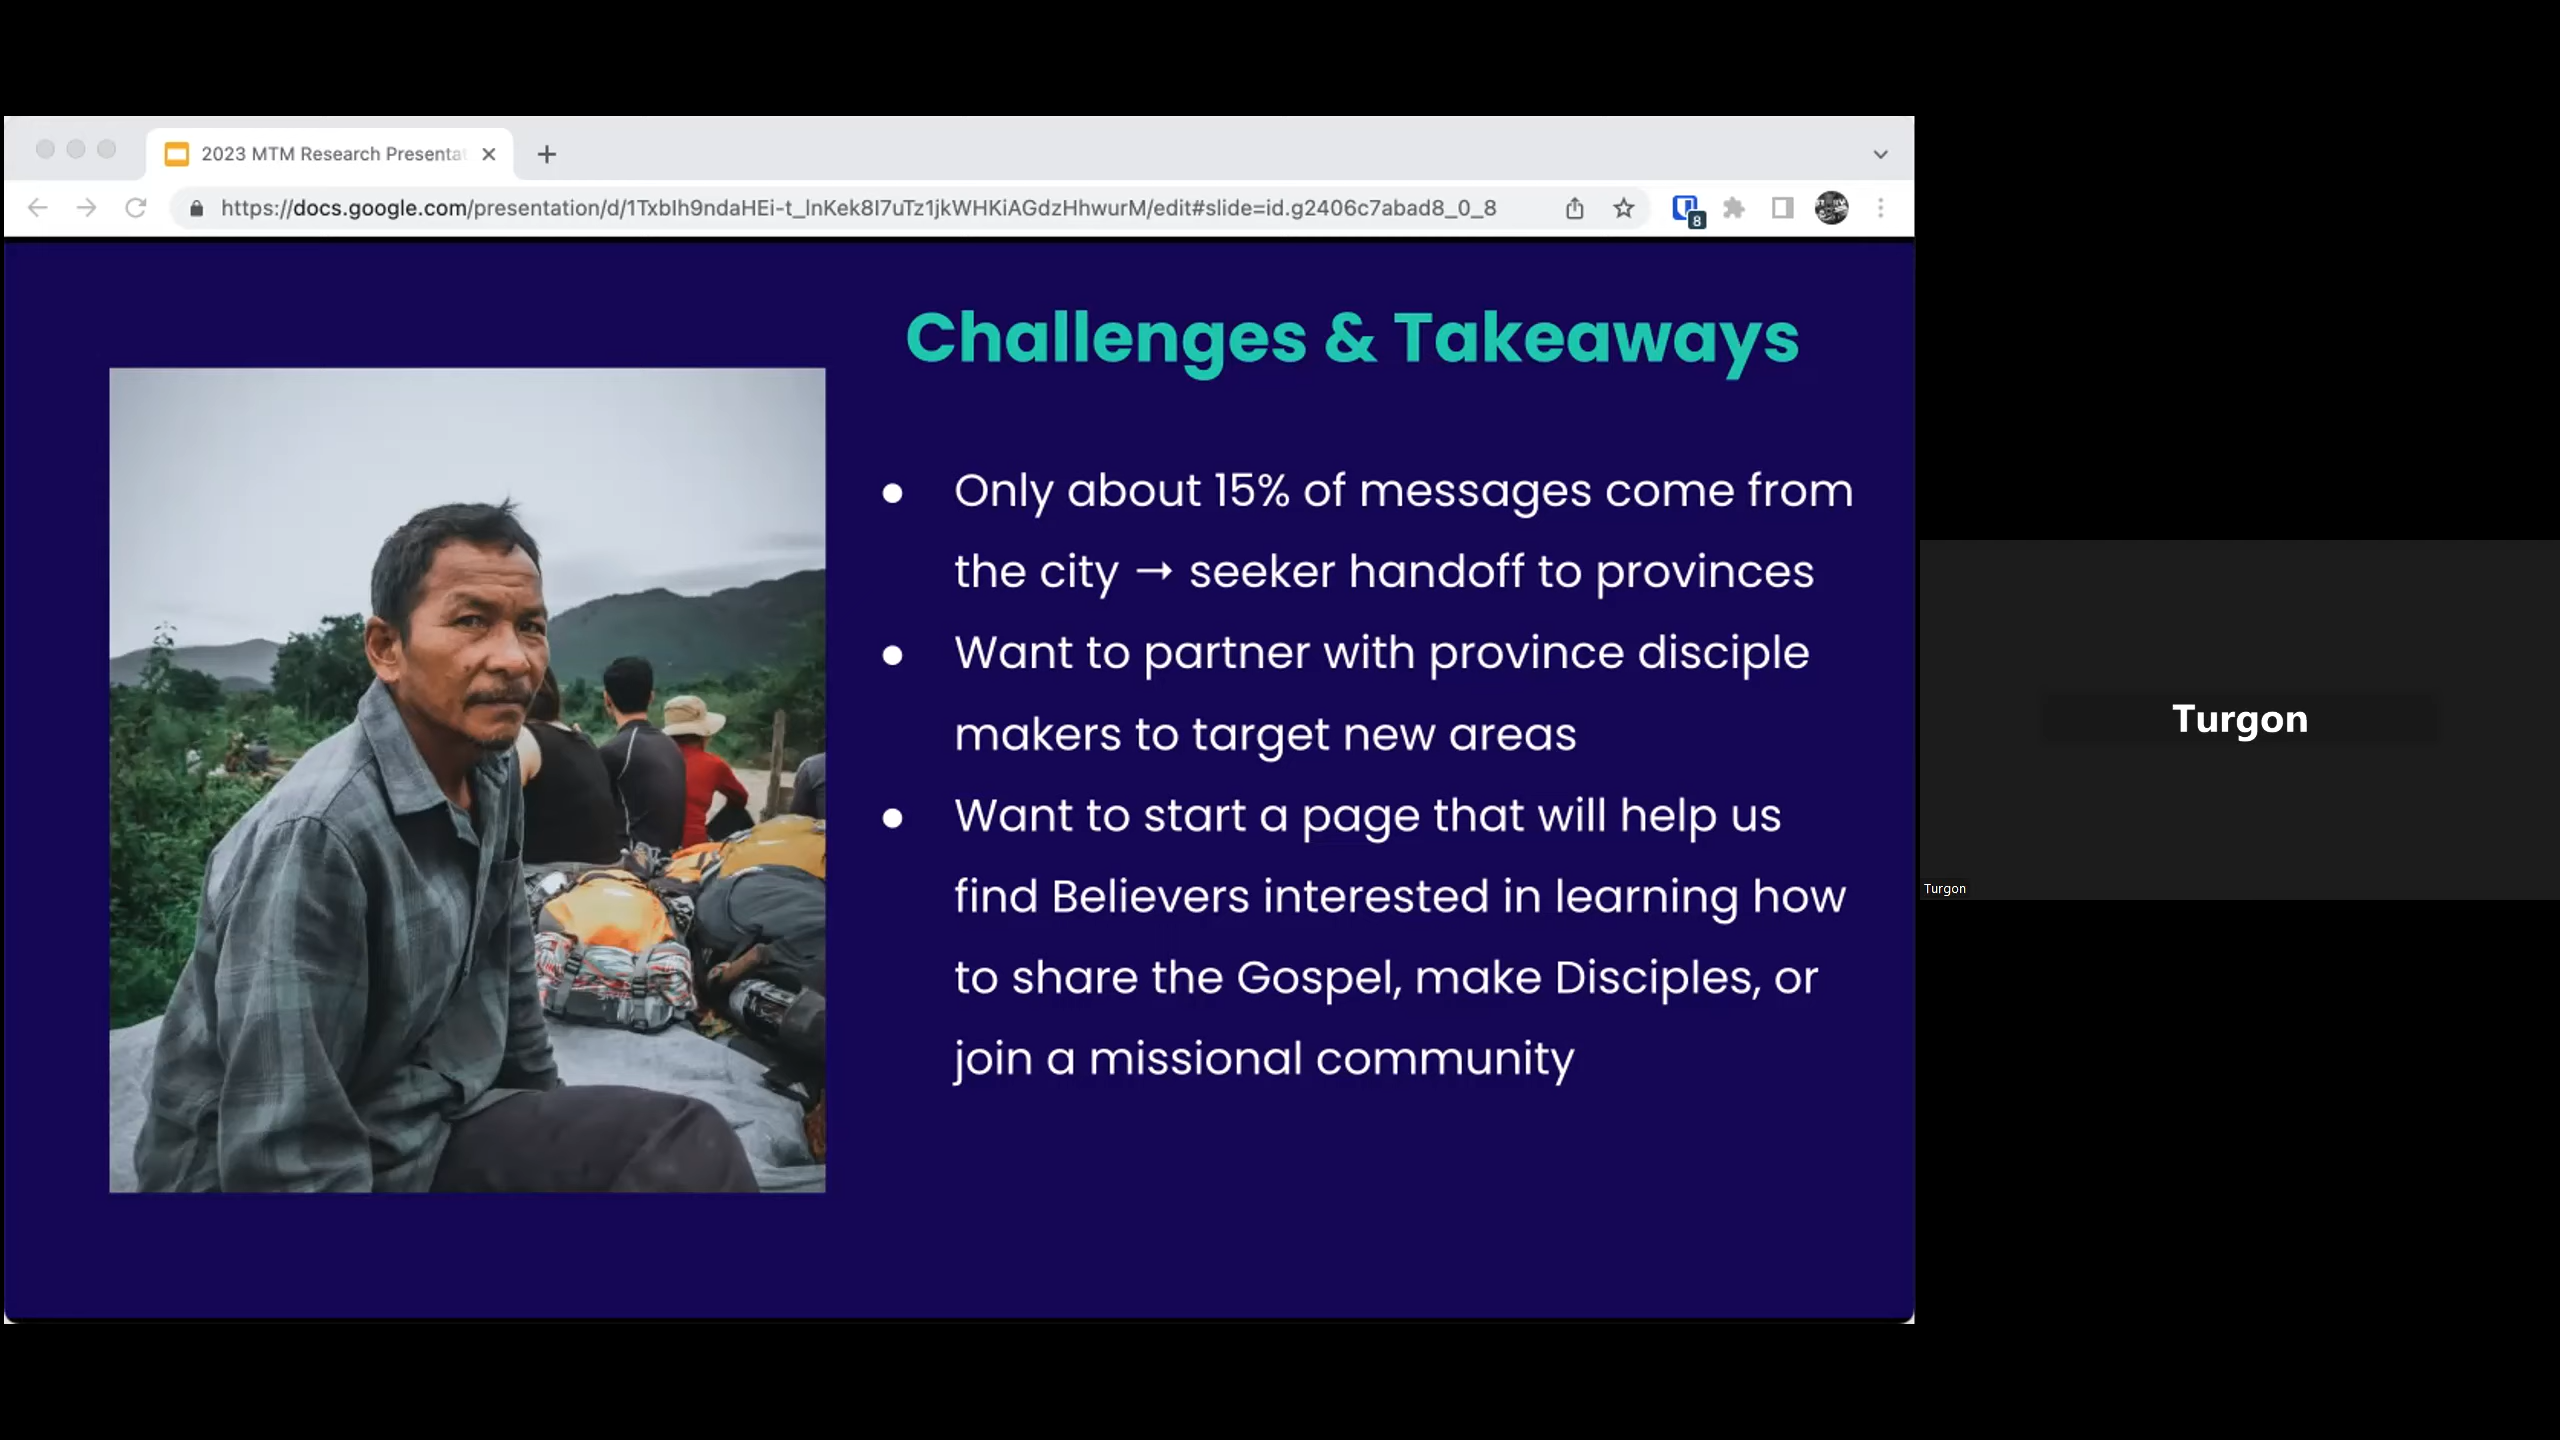 2023 MTM Research Presentat
https://docs.google.com/presentation/d/1TxbIh9ndaHEi-t_lnKek8I7uTz1jkWHKiAGdzHhwurM/edit#slide=id.g2406c7abad8_0_8
8
Challenges & Takeaways
● Only about 15% of messages come from
the city → seeker handoff to provinces
● Want to partner with province disciple
makers to target new areas
● Want to start a page that will help us
find Believers interested in learning how
to share the Gospel, make Disciples, or
join a missional community
Turgon
Turgon